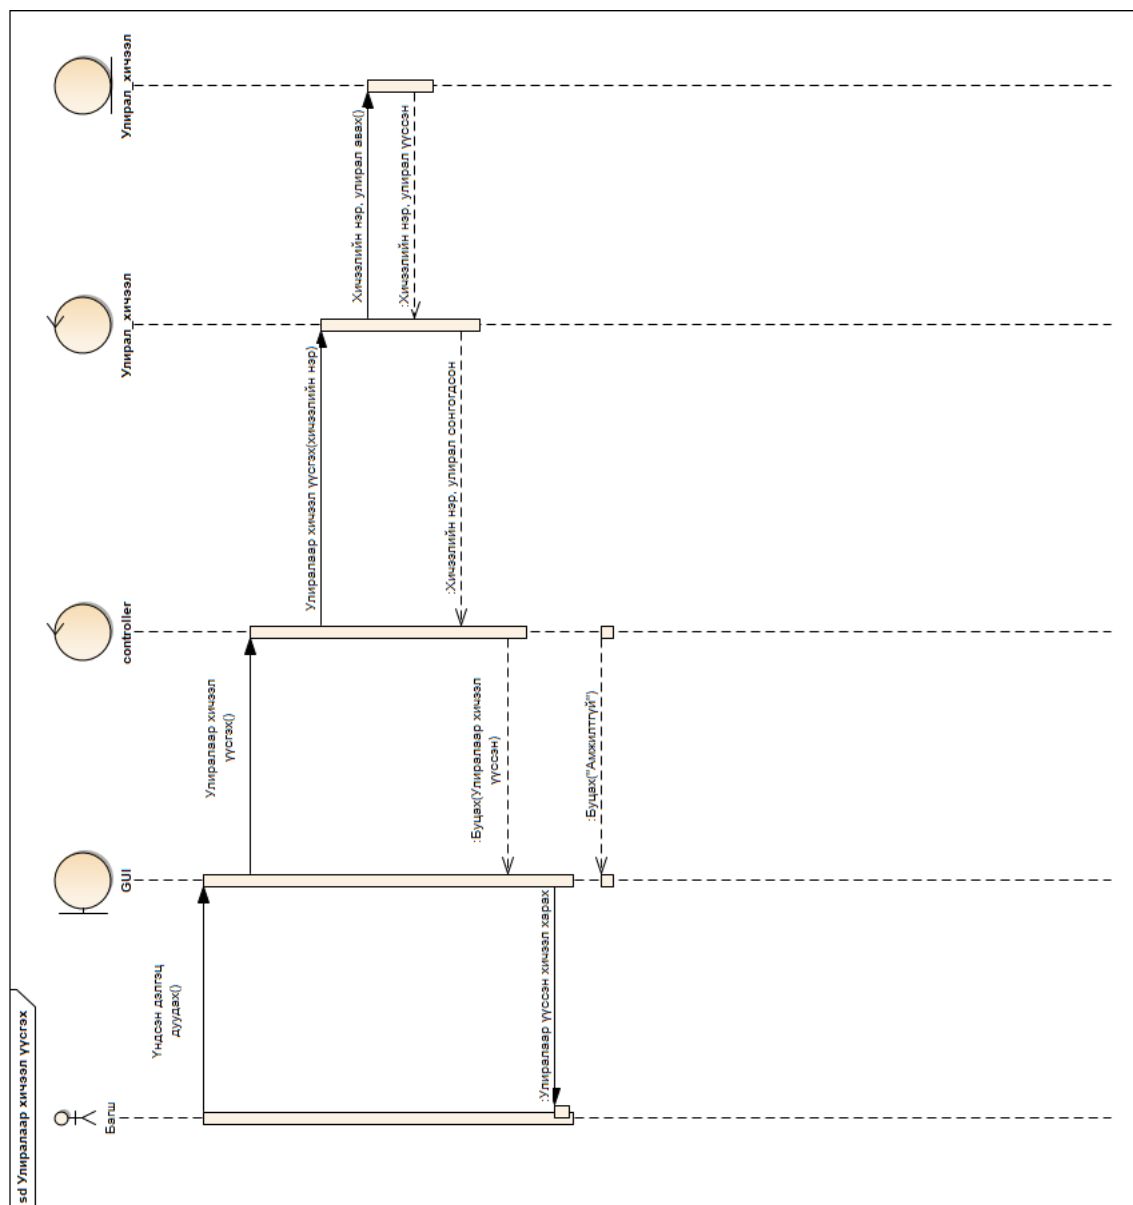 sd Улиралаар хичээл үүсгэх
Багш
GUI
controller
Улирал_хичээл
Улирал_хичээл
Үндсэн дэлгэц
дуудах()
Улиралаар хичээл
үүсгэх()
Улиралаар хичээл үүсгэх(хичээлийн нэр)
Хичээлийн нэр, улирал авах()
:Хичээлийн нэр, улирал үүссэн
:Хичээлийн нэр, улирал сонгогдсон
:Буцах(Улиралаар хичээл
үүссэн)
:Улиралаар үүссэн хичээл харах
:Буцах("Амжилтгүй")